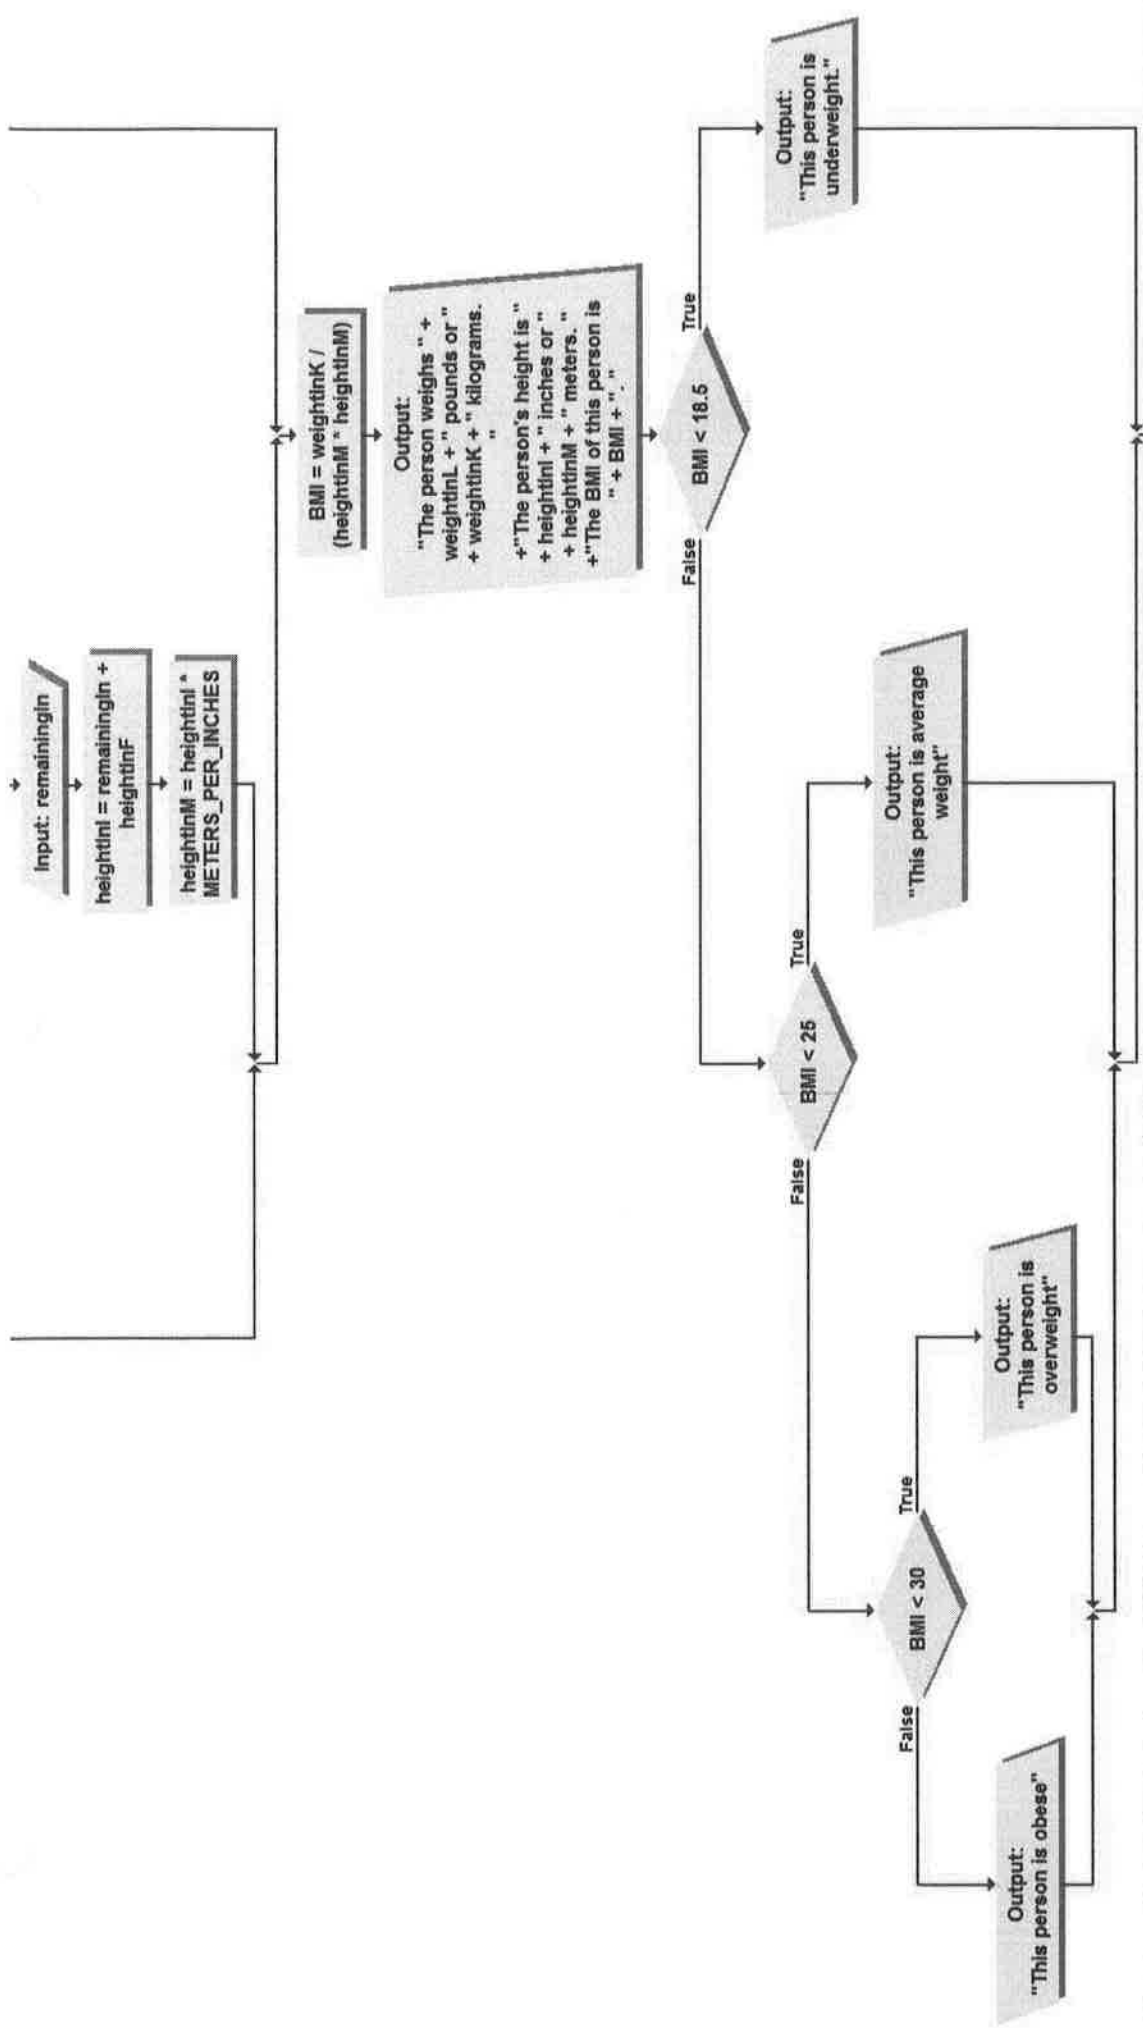 Input: remainingIn
heightInI = remainingIn +
heightInF
heightInM = heightInI *
METERS_PER_INCHES
BMI = weightInK /
(heightInM * heightInM)
Output:
"The person weighs " +
weightInL + " pounds or "
+ weightInK + " kilograms.
"
+"The person's height is "
+ heightInI + " inches or "
+ heightInM + " meters. "
+"The BMI of this person is
" + BMI + ". "
BMI < 18.5
False
True
Output:
"This person is
underweight."
BMI < 25
False
True
Output:
"This person is average
weight"
BMI < 30
False
True
Output:
"This person is
overweight"
Output:
"This person is obese"